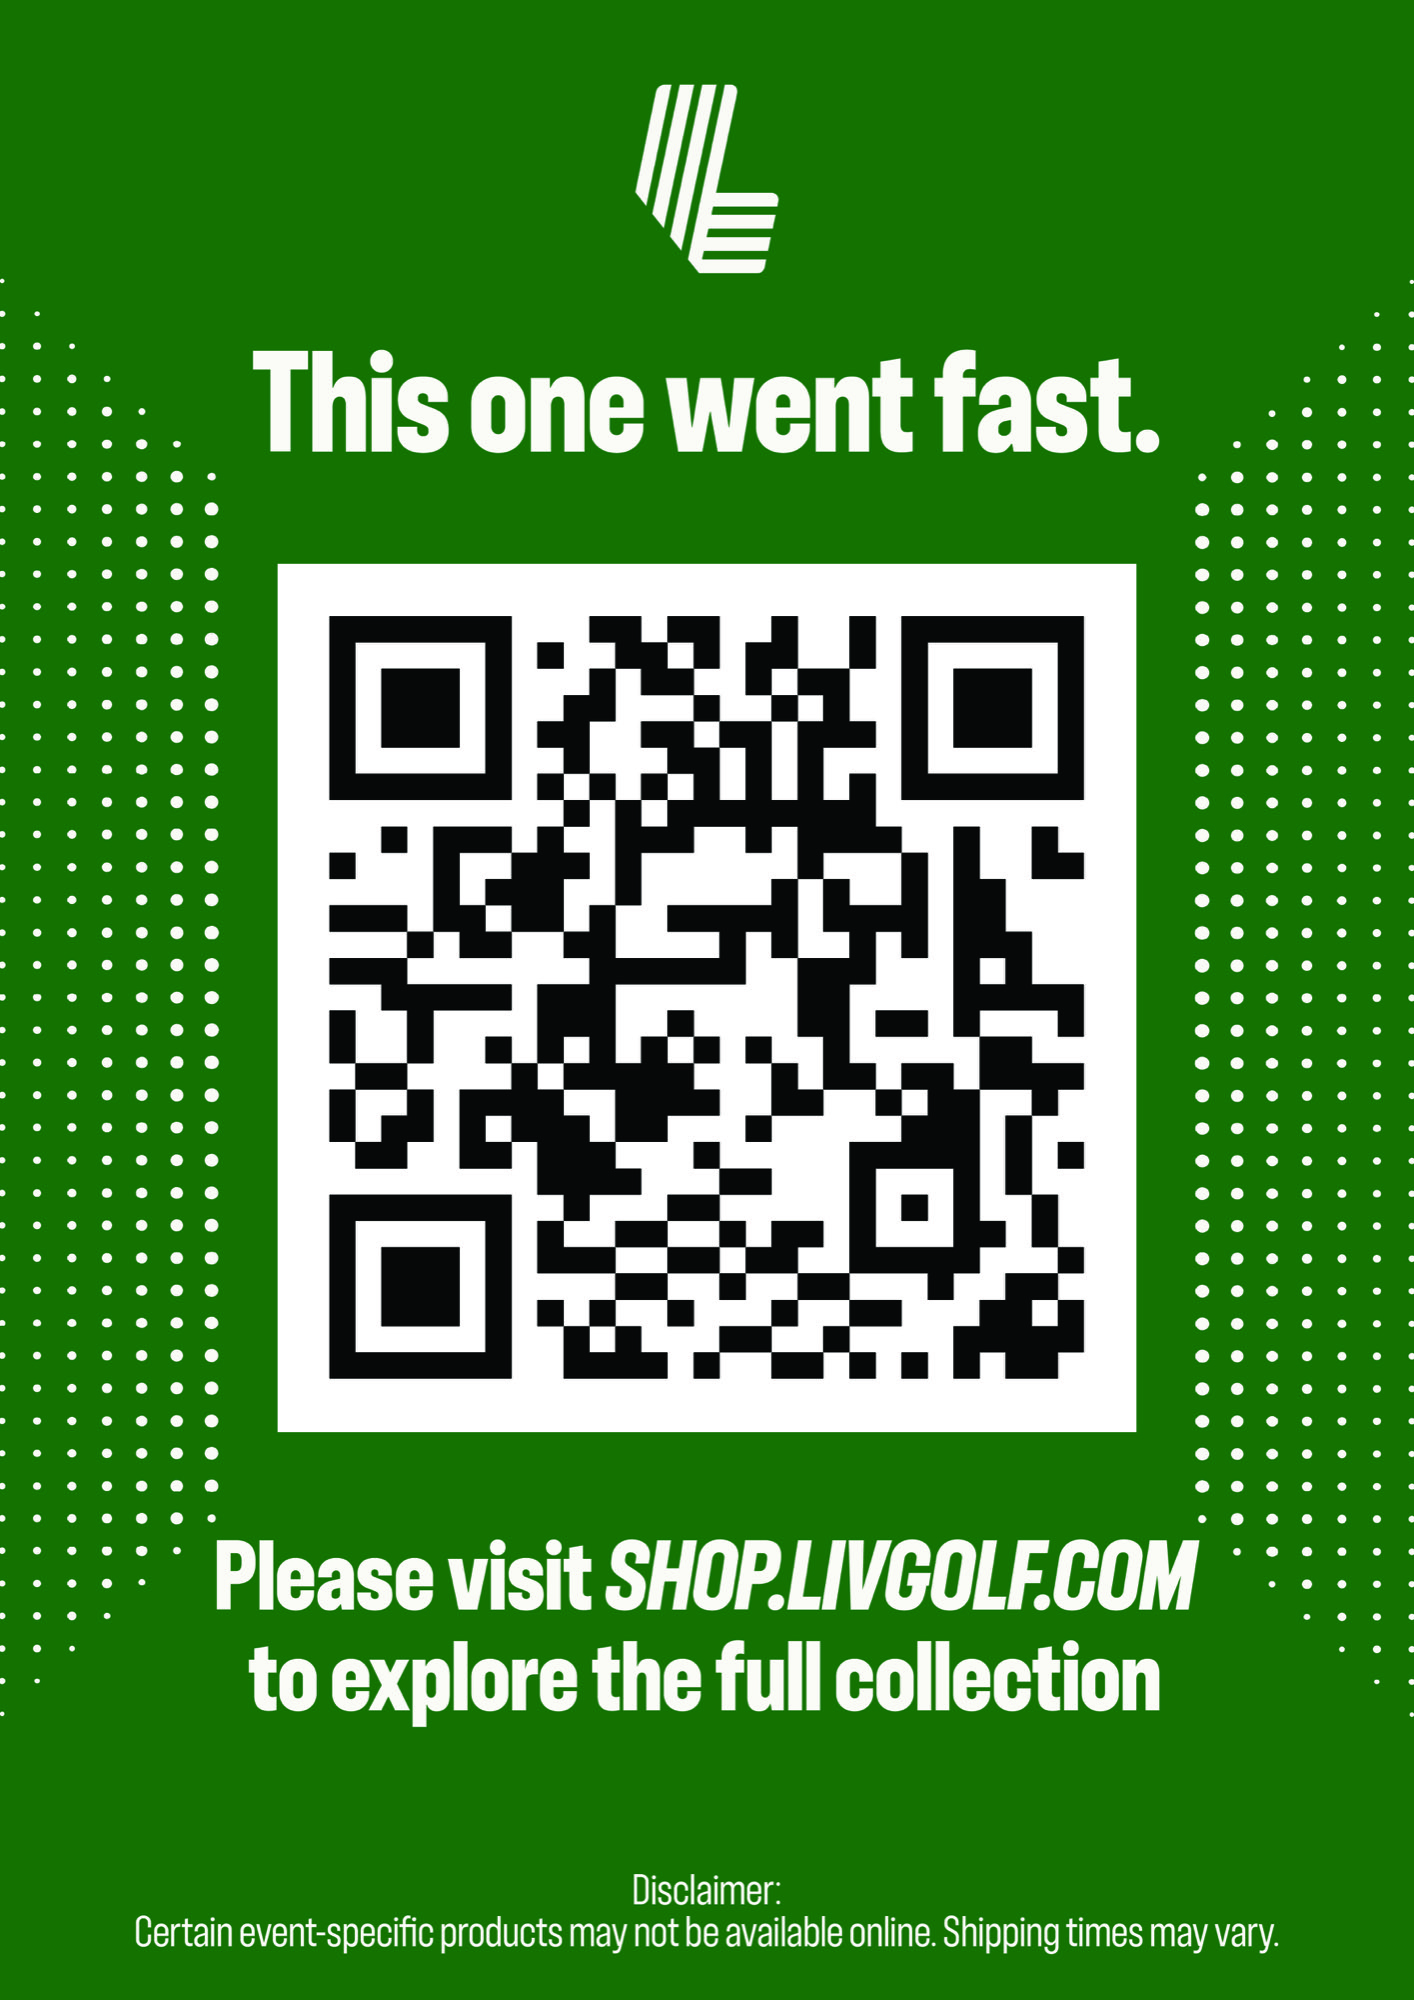 This one went fast.
Please visit SHOP.LIVGOLF.COM
to explore the full collection
Disclaimer:
Certain event-specific products may not be available online. Shipping times may vary.